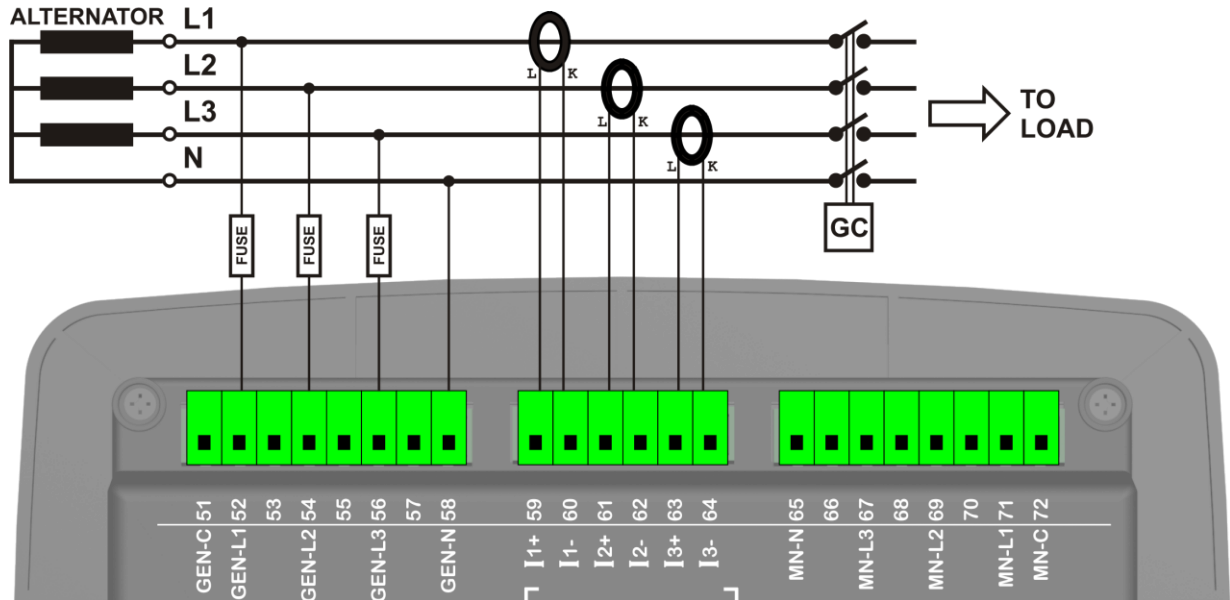 ALTERNATOR L1
L2
L3
N
L K
L K
L K
TO
LOAD
FUSE FUSE FUSE
GC
GEN-C 51
GEN-L1 52
53
GEN-L2 54
55
GEN-L3 56
57
GEN-N 58
I1+ 59
I1- 60
I2+ 61
I2- 62
I3+ 63
I3- 64
MN-N 65
66
MN-L3 67
68
MN-L2 69
70
MN-L1 71
MN-C 72